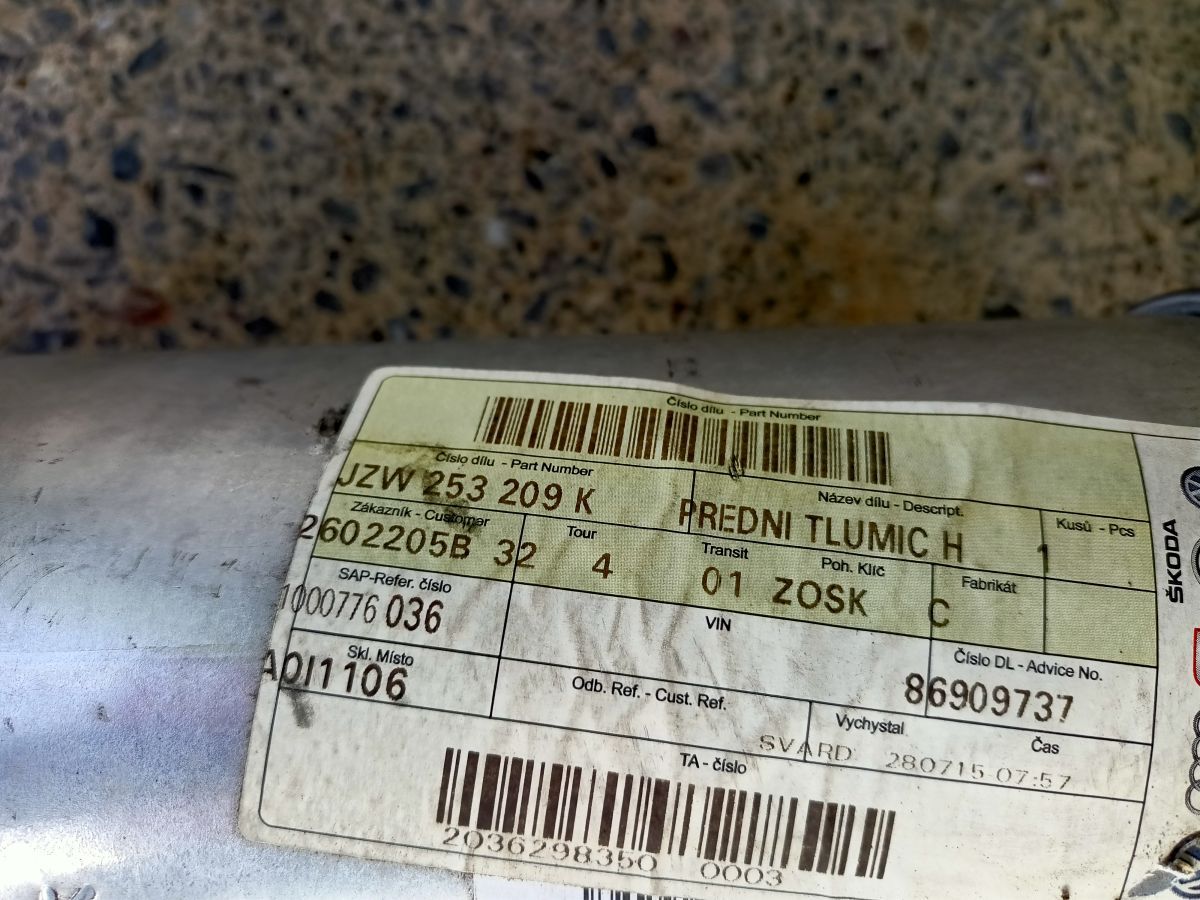 Číslo dílu - Part Number
Číslo dílu - Part Number
Název dílu - Descript.
Kusů - Pcs
JZW 253 209 K
PREDNI TLUMIC H
1
Zákazník - Customer
Tour
Transit
Poh. Klíč
Fabrikát
2602205B 32
4
01
ZOSK
C
SAP-Refer. číslo
VIN
Číslo DL - Advice No.
1000776 036
86909737
Skl. Místo
Odb. Ref. - Cust. Ref.
Vychystal
Čas
AOI1106
SVARD
280715 07:57
TA - číslo
2036298350 0003
ŠKODA